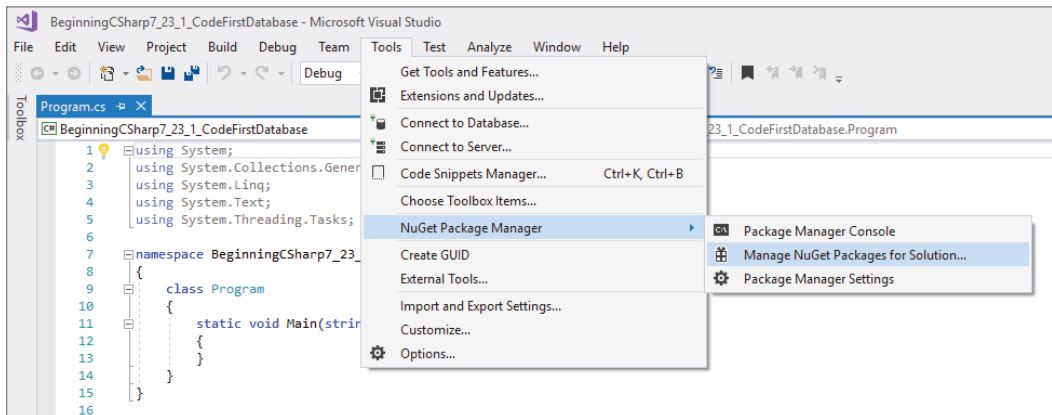 BeginningCSharp7_23_1_CodeFirstDatabase - Microsoft Visual Studio
File Edit View Project Build Debug Team Tools Test Analyze Window Help
Debug
Toolbox
Program.cs
C# BeginningCSharp7_23_1_CodeFirstDatabase
23_1_CodeFirstDatabase.Program
1 using System;
2 using System.Collections.Gener
3 using System.Linq;
4 using System.Text;
5 using System.Threading.Tasks;
6
7 namespace BeginningCSharp7_23_
8 {
9 class Program
10 {
11 static void Main(strin
12 {
13 }
14 }
15 }
16
Get Tools and Features...
Extensions and Updates...
Connect to Database...
Connect to Server...
Code Snippets Manager... Ctrl+K, Ctrl+B
Choose Toolbox Items...
NuGet Package Manager
Create GUID
External Tools...
Import and Export Settings...
Customize...
Options...
C:\ Package Manager Console
Manage NuGet Packages for Solution...
Package Manager Settings